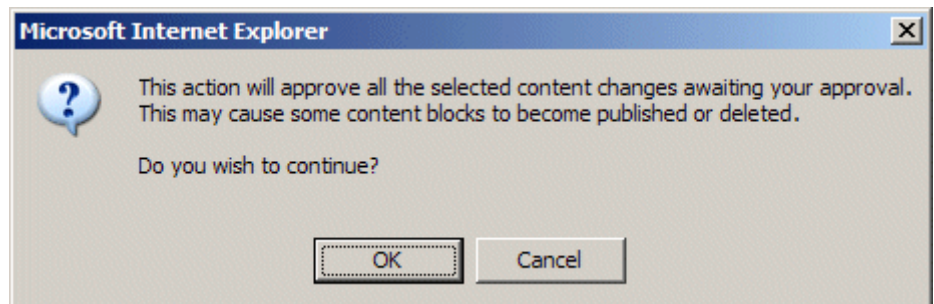 Microsoft Internet Explorer
This action will approve all the selected content changes awaiting your approval.
This may cause some content blocks to become published or deleted.
Do you wish to continue?
OK
Cancel